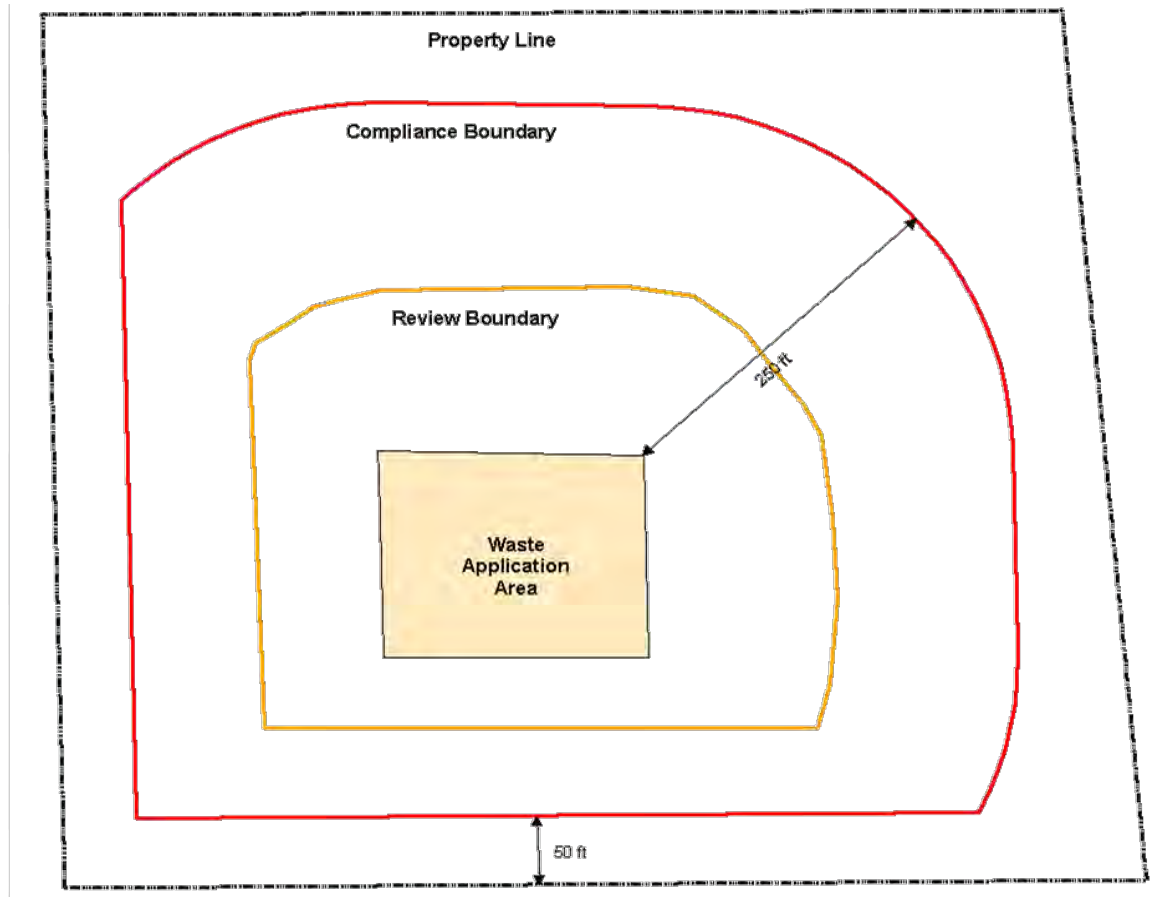 Property Line
Compliance Boundary
Review Boundary
250 ft
Waste
Application
Area
50 ft